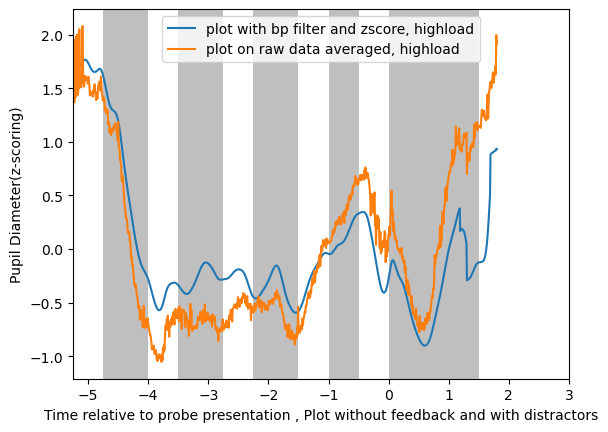 plot with bp filter and zscore, highload
plot on raw data averaged, highload
Pupil Diameter(z-scoring)
2.0
1.5
1.0
0.5
0.0
−0.5
−1.0
−5 −4 −3 −2 −1 0 1 2 3
Time relative to probe presentation , Plot without feedback and with distractors